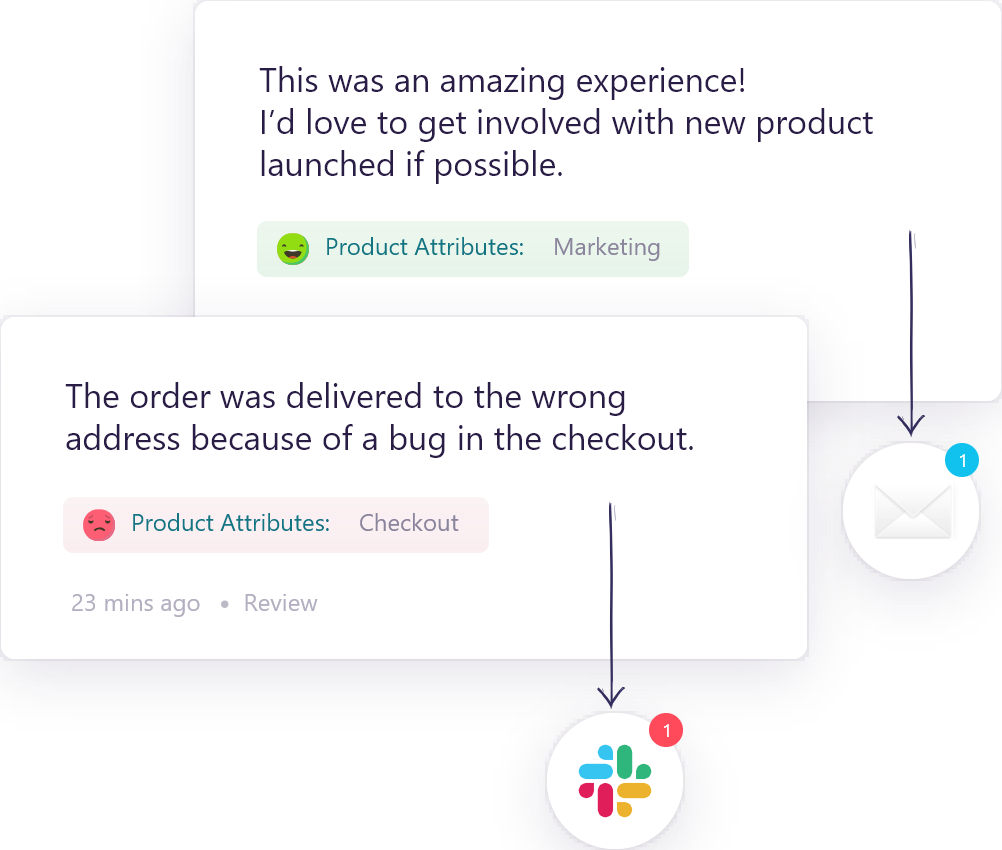 This was an amazing experience!
I’d love to get involved with new product
launched if possible.
Product Attributes: Marketing
The order was delivered to the wrong
address because of a bug in the checkout.
Product Attributes: Checkout
23 mins ago • Review
1
1